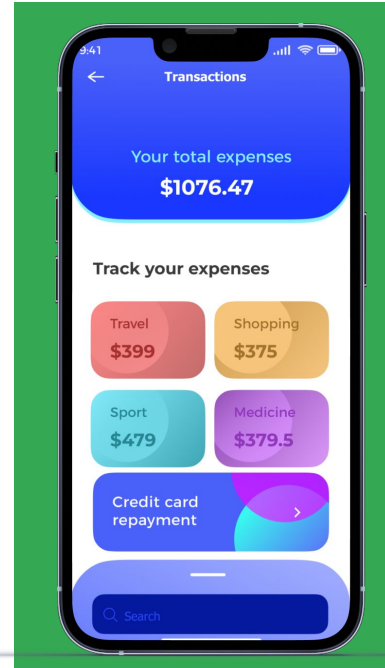 9:41
Transactions
Your total expenses
$1076.47
Track your expenses
Travel
$399
Shopping
$375
Sport
$479
Medicine
$379.5
Credit card
repayment
Search